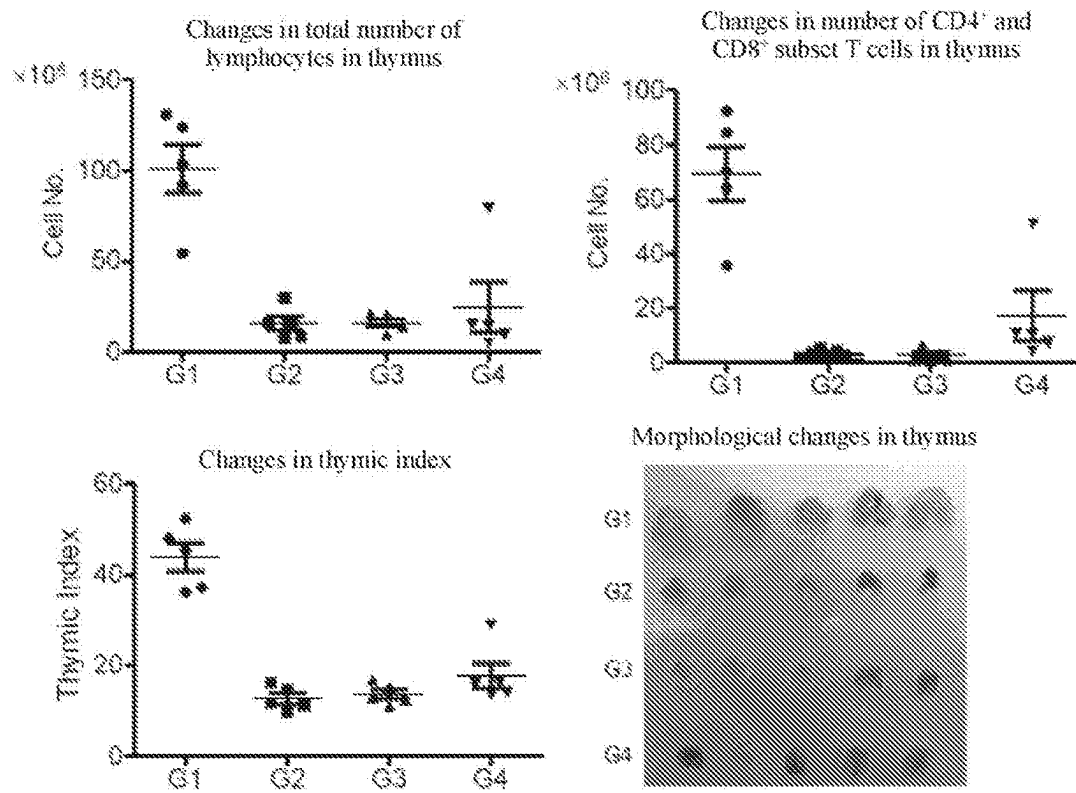 Changes in total number of
lymphocytes in thymus
×10⁶
150
100
50
0
Cell No.
G1 G2 G3 G4
Changes in number of CD4⁺ and
CD8⁺ subset T cells in thymus
×10⁶
100
80
60
40
20
0
Cell No.
G1 G2 G3 G4
Changes in thymic index
60
40
20
0
Thymic Index
G1 G2 G3 G4
Morphological changes in thymus
G1
G2
G3
G4